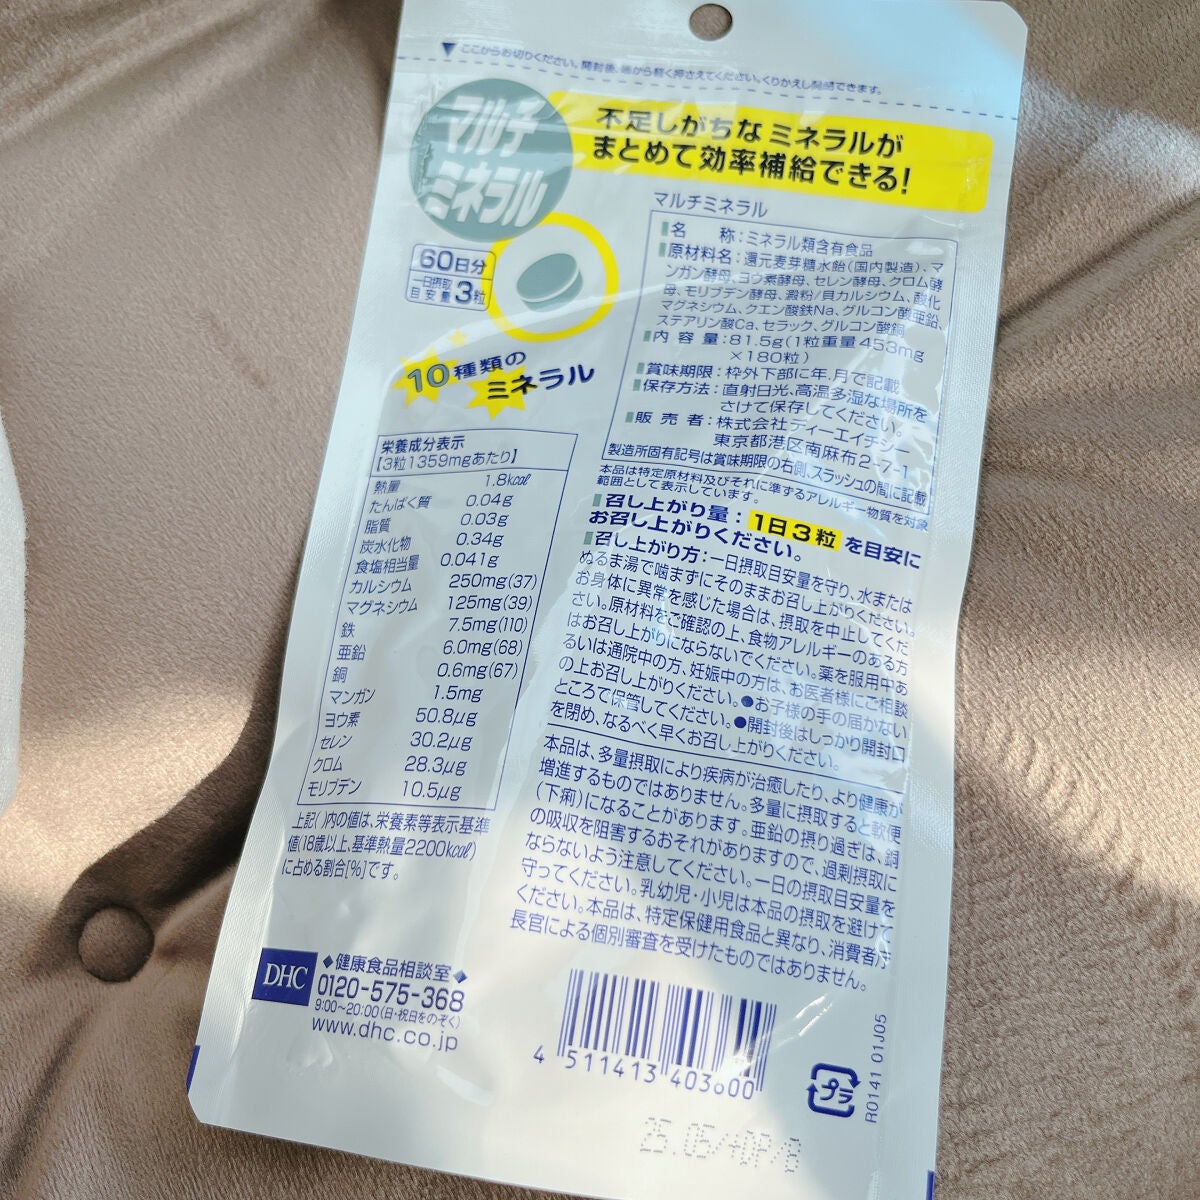 ▼ここからお切りください。開封後、端から軽く押さえてください。くりかえし開閉できます。
マルチ
ミネラル
不足しがちなミネラルが
まとめて効率補給できる!
60日分
一日摂取
目安量3粒
10種類の
ミネラル
マルチミネラル
■名 称:ミネラル類含有食品
■原材料名:還元麦芽糖水飴(国内製造)、マ
ンガン酵母、ヨウ素酵母、セレン酵母、クロム酵
母、モリブデン酵母、澱粉/貝カルシウム、酸化
マグネシウム、クエン酸鉄Na、グルコン酸亜鉛、
ステアリン酸Ca、セラック、グルコン酸銅
■内容量:81.5g(1粒重量453mg
×180粒)
■賞味期限:枠外下部に年.月で記載
■保存方法:直射日光、高温多湿な場所を
さけて保存してください。
■販売者:株式会社ディーエイチシー
東京都港区南麻布2-7-1
製造所固有記号は賞味期限の右側、スラッシュの間に記載
本品は特定原材料及びそれに準ずるアレルギー物質を対象
範囲として表示しています。
■召し上がり量:1日3粒を目安に
お召し上がりください。
■召し上がり方:一日摂取目安量を守り、水または
ぬるま湯で噛まずにそのままお召し上がりください。
お身体に異常を感じた場合は、摂取を中止してくだ
さい。原材料をご確認の上、食物アレルギーのある方
はお召し上がりにならないでください。薬を服用中あ
るいは通院中の方、妊娠中の方は、お医者様にご相談
の上お召し上がりください。●お子様の手の届かない
ところで保管してください。●開封後はしっかり開封口
を閉め、なるべく早くお召し上がりください。
本品は、多量摂取により疾病が治癒したり、より健康が
増進するものではありません。多量に摂取すると軟便
(下痢)になることがあります。亜鉛の摂り過ぎは、銅
の吸収を阻害するおそれがありますので、過剰摂取に
ならないよう注意してください。一日の摂取目安量を
守ってください。乳幼児・小児は本品の摂取を避けて
ください。本品は、特定保健用食品と異なり、消費者庁
長官による個別審査を受けたものではありません。
栄養成分表示
【3粒1359mgあたり】
熱量 1.8kcal
たんぱく質 0.04g
脂質 0.03g
炭水化物 0.34g
食塩相当量 0.041g
カルシウム 250mg(37)
マグネシウム 125mg(39)
鉄 7.5mg(110)
亜鉛 6.0mg(68)
銅 0.6mg(67)
マンガン 1.5mg
ヨウ素 50.8μg
セレン 30.2μg
クロム 28.3μg
モリブデン 10.5μg
上記( )内の値は、栄養素等表示基準
値(18歳以上、基準熱量2200kcal)
に占める割合[%]です。
DHC
◆健康食品相談室◆
0120-575-368
9:00~20:00(日・祝日をのぞく)
www.dhc.co.jp
4 511413 403600
プラ
R0141 01J05
25.05/40P/8